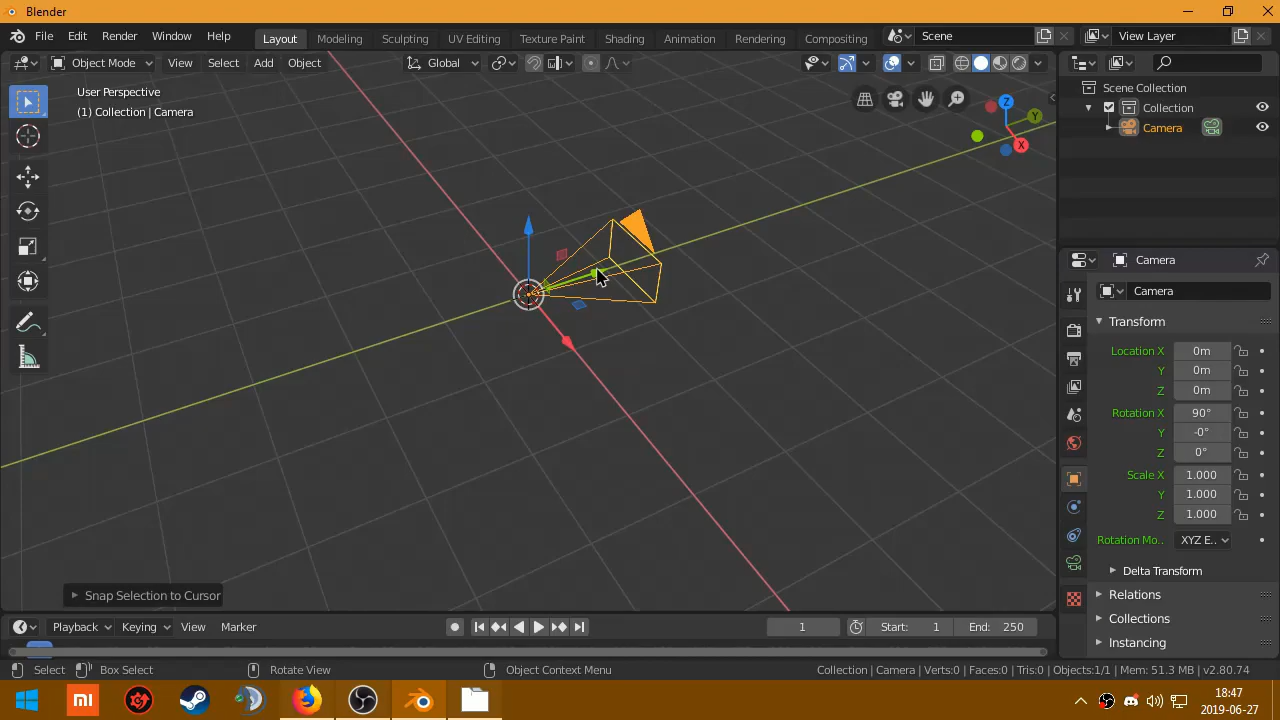 Blender
File Edit Render Window Help
Layout Modeling Sculpting UV Editing Texture Paint Shading Animation Rendering Compositing
Scene
View Layer
Object Mode View Select Add Object
Global
User Perspective
(1) Collection | Camera
Z
Y
X
Scene Collection
Collection
Camera
Camera
Camera
Transform
Location X 0m
Y 0m
Z 0m
Rotation X 90°
Y -0°
Z 0°
Scale X 1.000
Y 1.000
Z 1.000
Rotation Mo.. XYZ E..
Delta Transform
Relations
Collections
Instancing
Snap Selection to Cursor
Playback Keying View Marker
1
Start: 1
End: 250
Select Box Select Rotate View Object Context Menu
Collection | Camera | Verts:0 | Faces:0 | Tris:0 | Objects:1/1 | Mem: 51.3 MB | v2.80.74
MI
18:47
2019-06-27